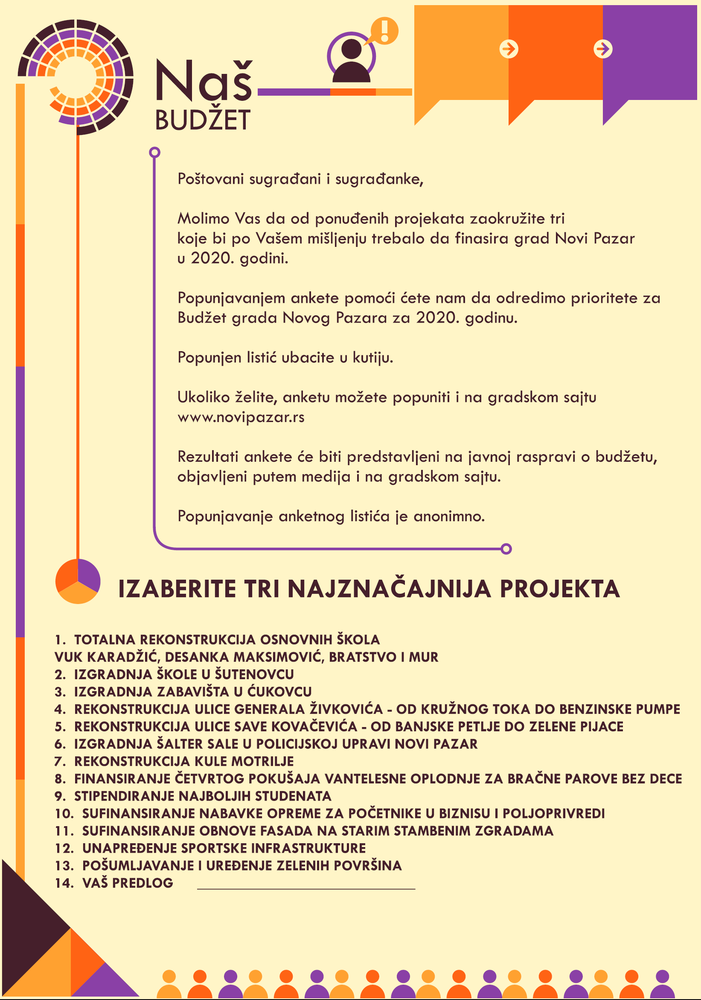 Naš
BUDŽET
!
Poštovani sugrađani i sugrađanke,
Molimo Vas da od ponuđenih projekata zaokružite tri
koje bi po Vašem mišljenju trebalo da finasira grad Novi Pazar
u 2020. godini.
Popunjavanjem ankete pomoći ćete nam da odredimo prioritete za
Budžet grada Novog Pazara za 2020. godinu.
Popunjen listić ubacite u kutiju.
Ukoliko želite, anketu možete popuniti i na gradskom sajtu
www.novipazar.rs
Rezultati ankete će biti predstavljeni na javnoj raspravi o budžetu,
objavljeni putem medija i na gradskom sajtu.
Popunjavanje anketnog listića je anonimno.
IZABERITE TRI NAJZNAČAJNIJA PROJEKTA
1. TOTALNA REKONSTRUKCIJA OSNOVNIH ŠKOLA
VUK KARADŽIĆ, DESANKA MAKSIMOVIĆ, BRATSTVO I MUR
2. IZGRADNJA ŠKOLE U ŠUTENOVCU
3. IZGRADNJA ZABAVIŠTA U ĆUKOVCU
4. REKONSTRUKCIJA ULICE GENERALA ŽIVKOVIĆA - OD KRUŽNOG TOKA DO BENZINSKE PUMPE
5. REKONSTRUKCIJA ULICE SAVE KOVAČEVIĆA - OD BANJSKE PETLJE DO ZELENE PIJACE
6. IZGRADNJA ŠALTER SALE U POLICIJSKOJ UPRAVI NOVI PAZAR
7. REKONSTRUKCIJA KULE MOTRILJE
8. FINANSIRANJE ČETVRTOG POKUŠAJA VANTELESNE OPLODNJE ZA BRAČNE PAROVE BEZ DECE
9. STIPENDIRANJE NAJBOLJIH STUDENATA
10. SUFINANSIRANJE NABAVKE OPREME ZA POČETNIKE U BIZNISU I POLJOPRIVREDI
11. SUFINANSIRANJE OBNOVE FASADA NA STARIM STAMBENIM ZGRADAMA
12. UNAPREĐENJE SPORTSKE INFRASTRUKTURE
13. POŠUMLJAVANJE I UREĐENJE ZELENIH POVRŠINA
14. VAŠ PREDLOG